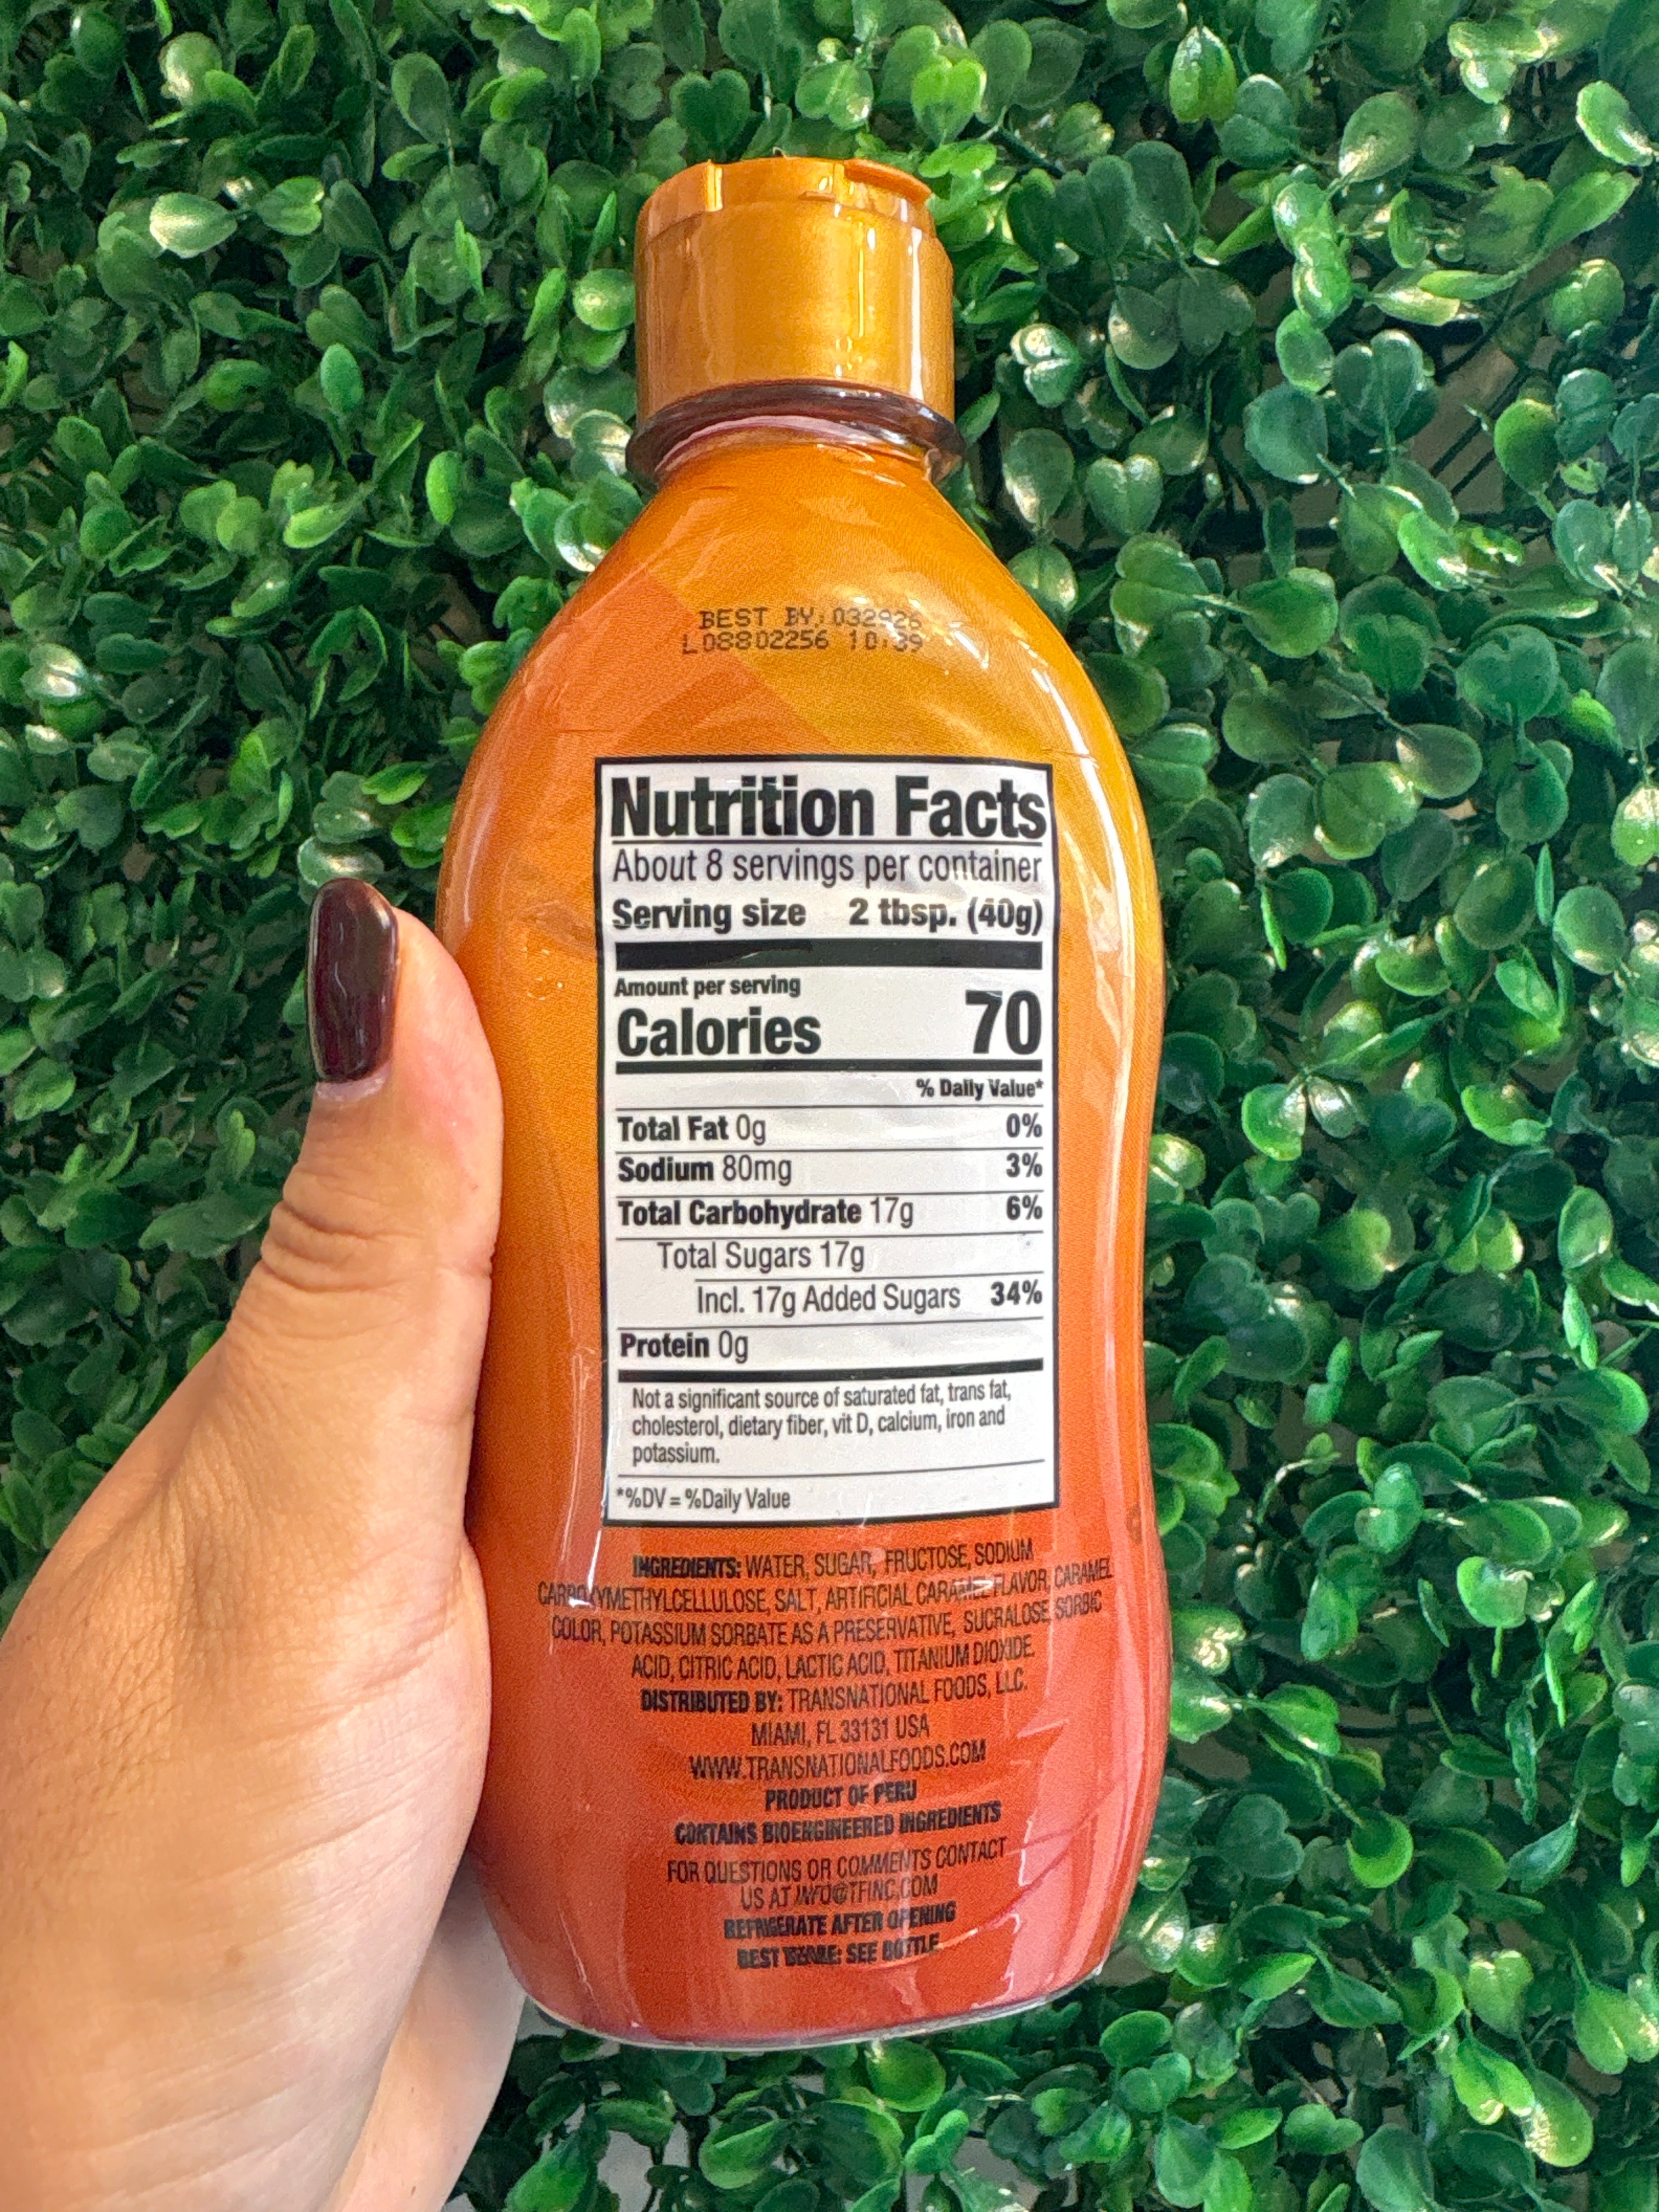 BEST BY:032926
L08802256 10:39
Nutrition Facts
About 8 servings per container
Serving size 2 tbsp. (40g)
Amount per serving
Calories 70
% Daily Value*
Total Fat 0g 0%
Sodium 80mg 3%
Total Carbohydrate 17g 6%
Total Sugars 17g
Incl. 17g Added Sugars 34%
Protein 0g
Not a significant source of saturated fat, trans fat,
cholesterol, dietary fiber, vit D, calcium, iron and
potassium.
*%DV = %Daily Value
INGREDIENTS: WATER, SUGAR, FRUCTOSE, SODIUM
CARBOXYMETHYLCELLULOSE, SALT, ARTIFICIAL CARAMEL FLAVOR, CARAMEL
COLOR, POTASSIUM SORBATE AS A PRESERVATIVE, SUCRALOSE, SORBIC
ACID, CITRIC ACID, LACTIC ACID, TITANIUM DIOXIDE.
DISTRIBUTED BY: TRANSNATIONAL FOODS, LLC.
MIAMI, FL 33131 USA
WWW.TRANSNATIONALFOODS.COM
PRODUCT OF PERU
CONTAINS BIOENGINEERED INGREDIENTS
FOR QUESTIONS OR COMMENTS CONTACT
US AT INFO@TFINC.COM
REFRIGERATE AFTER OPENING
BEST BEFORE: SEE BOTTLE